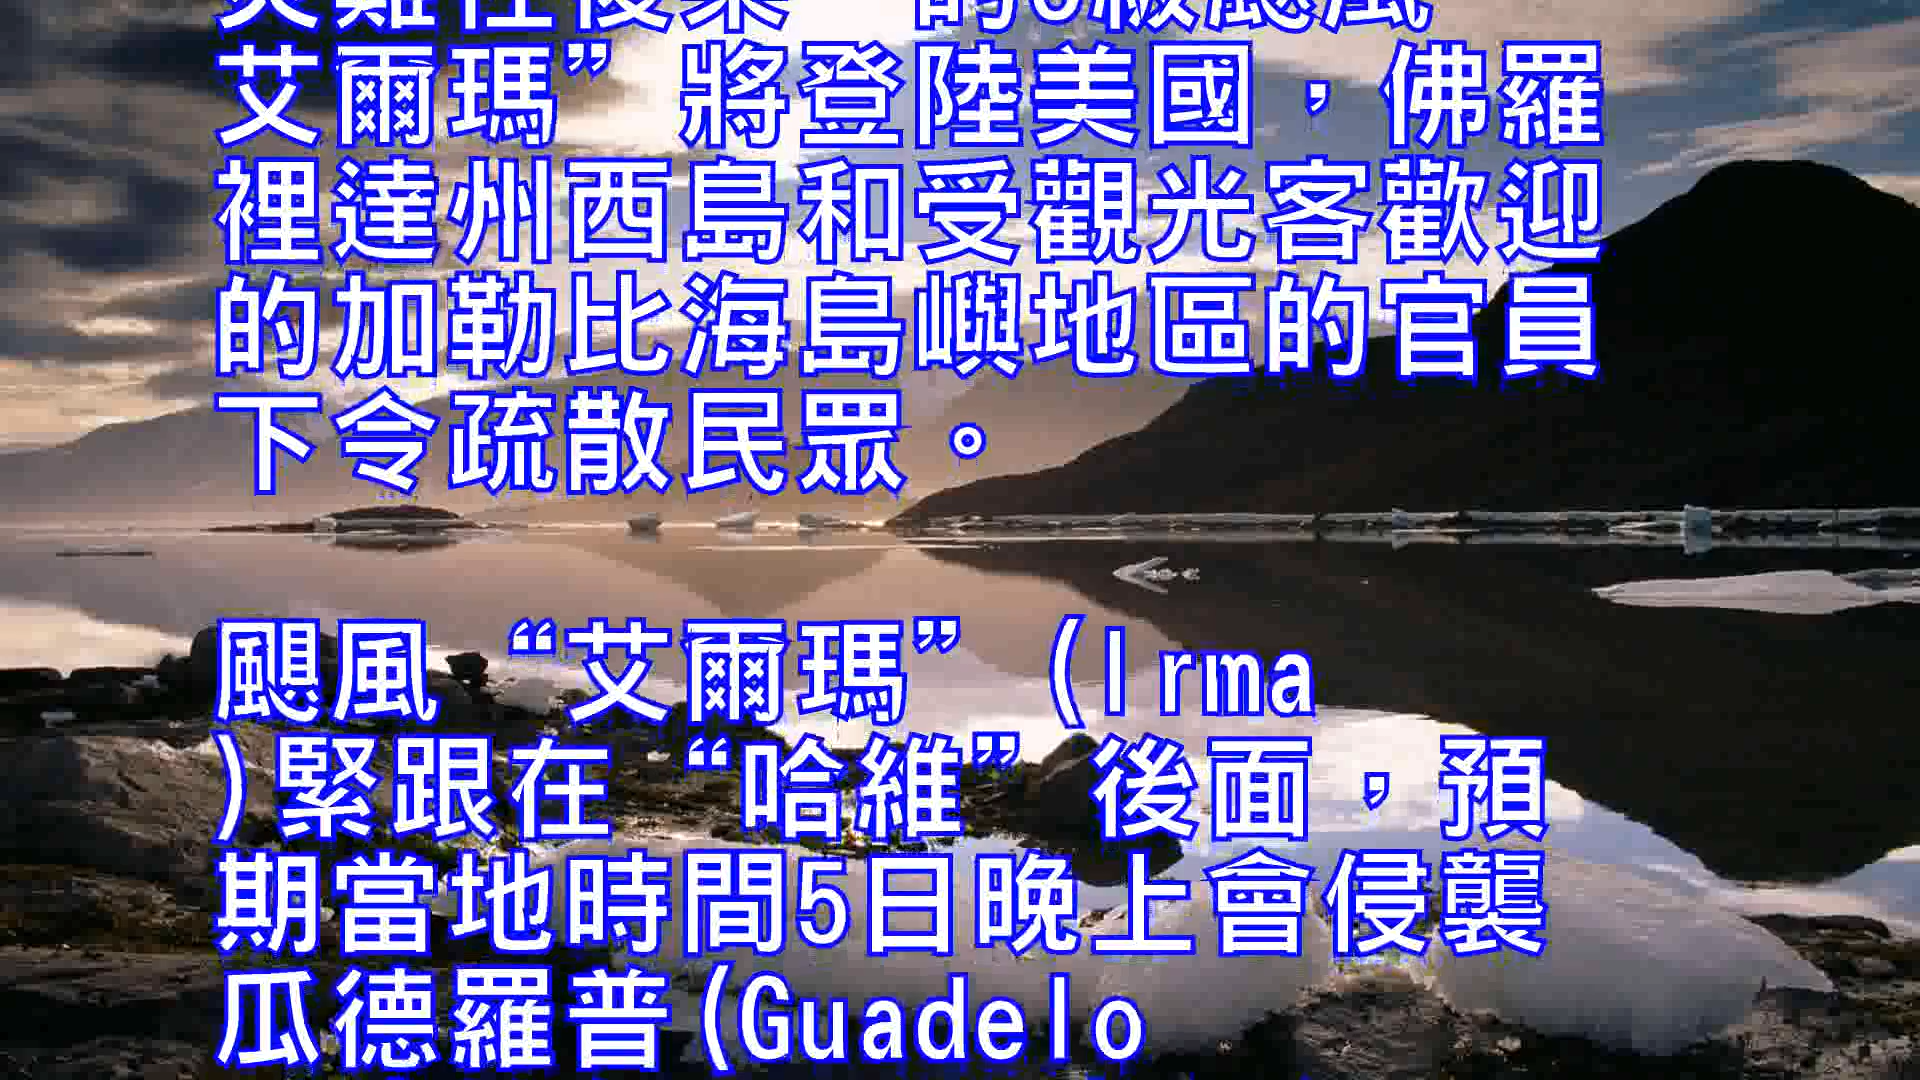 艾爾瑪”將登陸美國，佛羅
裡達州西島和受觀光客歡迎
的加勒比海島嶼地區的官員
下令疏散民眾。
颶風“艾爾瑪”(Irma
)緊跟在“哈維”後面，預
期當地時間5日晚上會侵襲
瓜德羅普(Guadelo